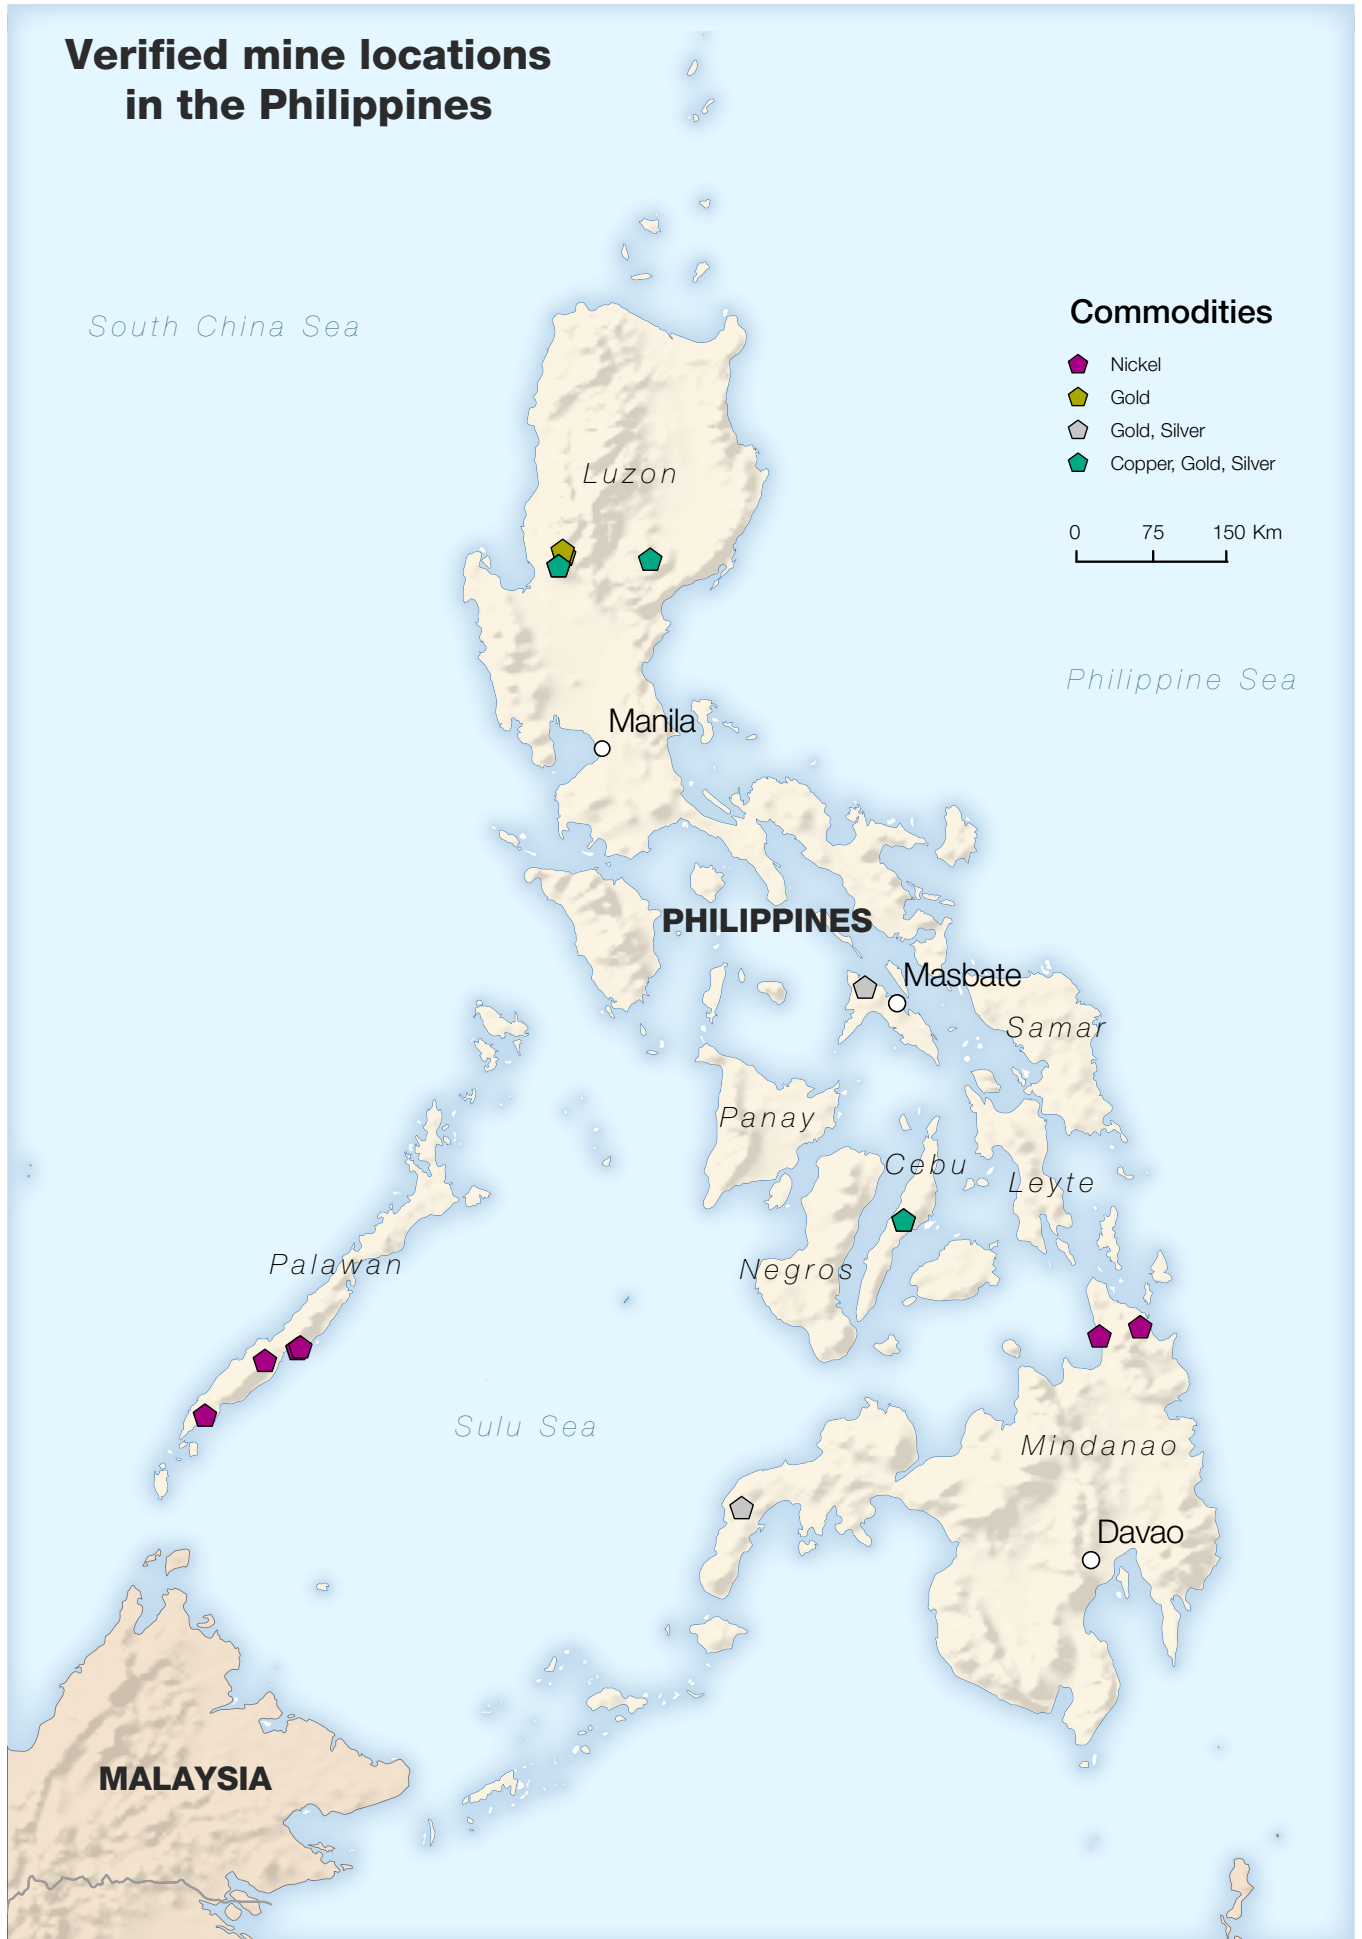 Verified mine locations
in the Philippines
South China Sea
Commodities
Nickel
Gold
Gold, Silver
Copper, Gold, Silver
0 75 150 Km
Luzon
Philippine Sea
Manila
PHILIPPINES
Masbate
Samar
Panay
Cebu
Leyte
Palawan
Negros
Sulu Sea
Mindanao
Davao
MALAYSIA